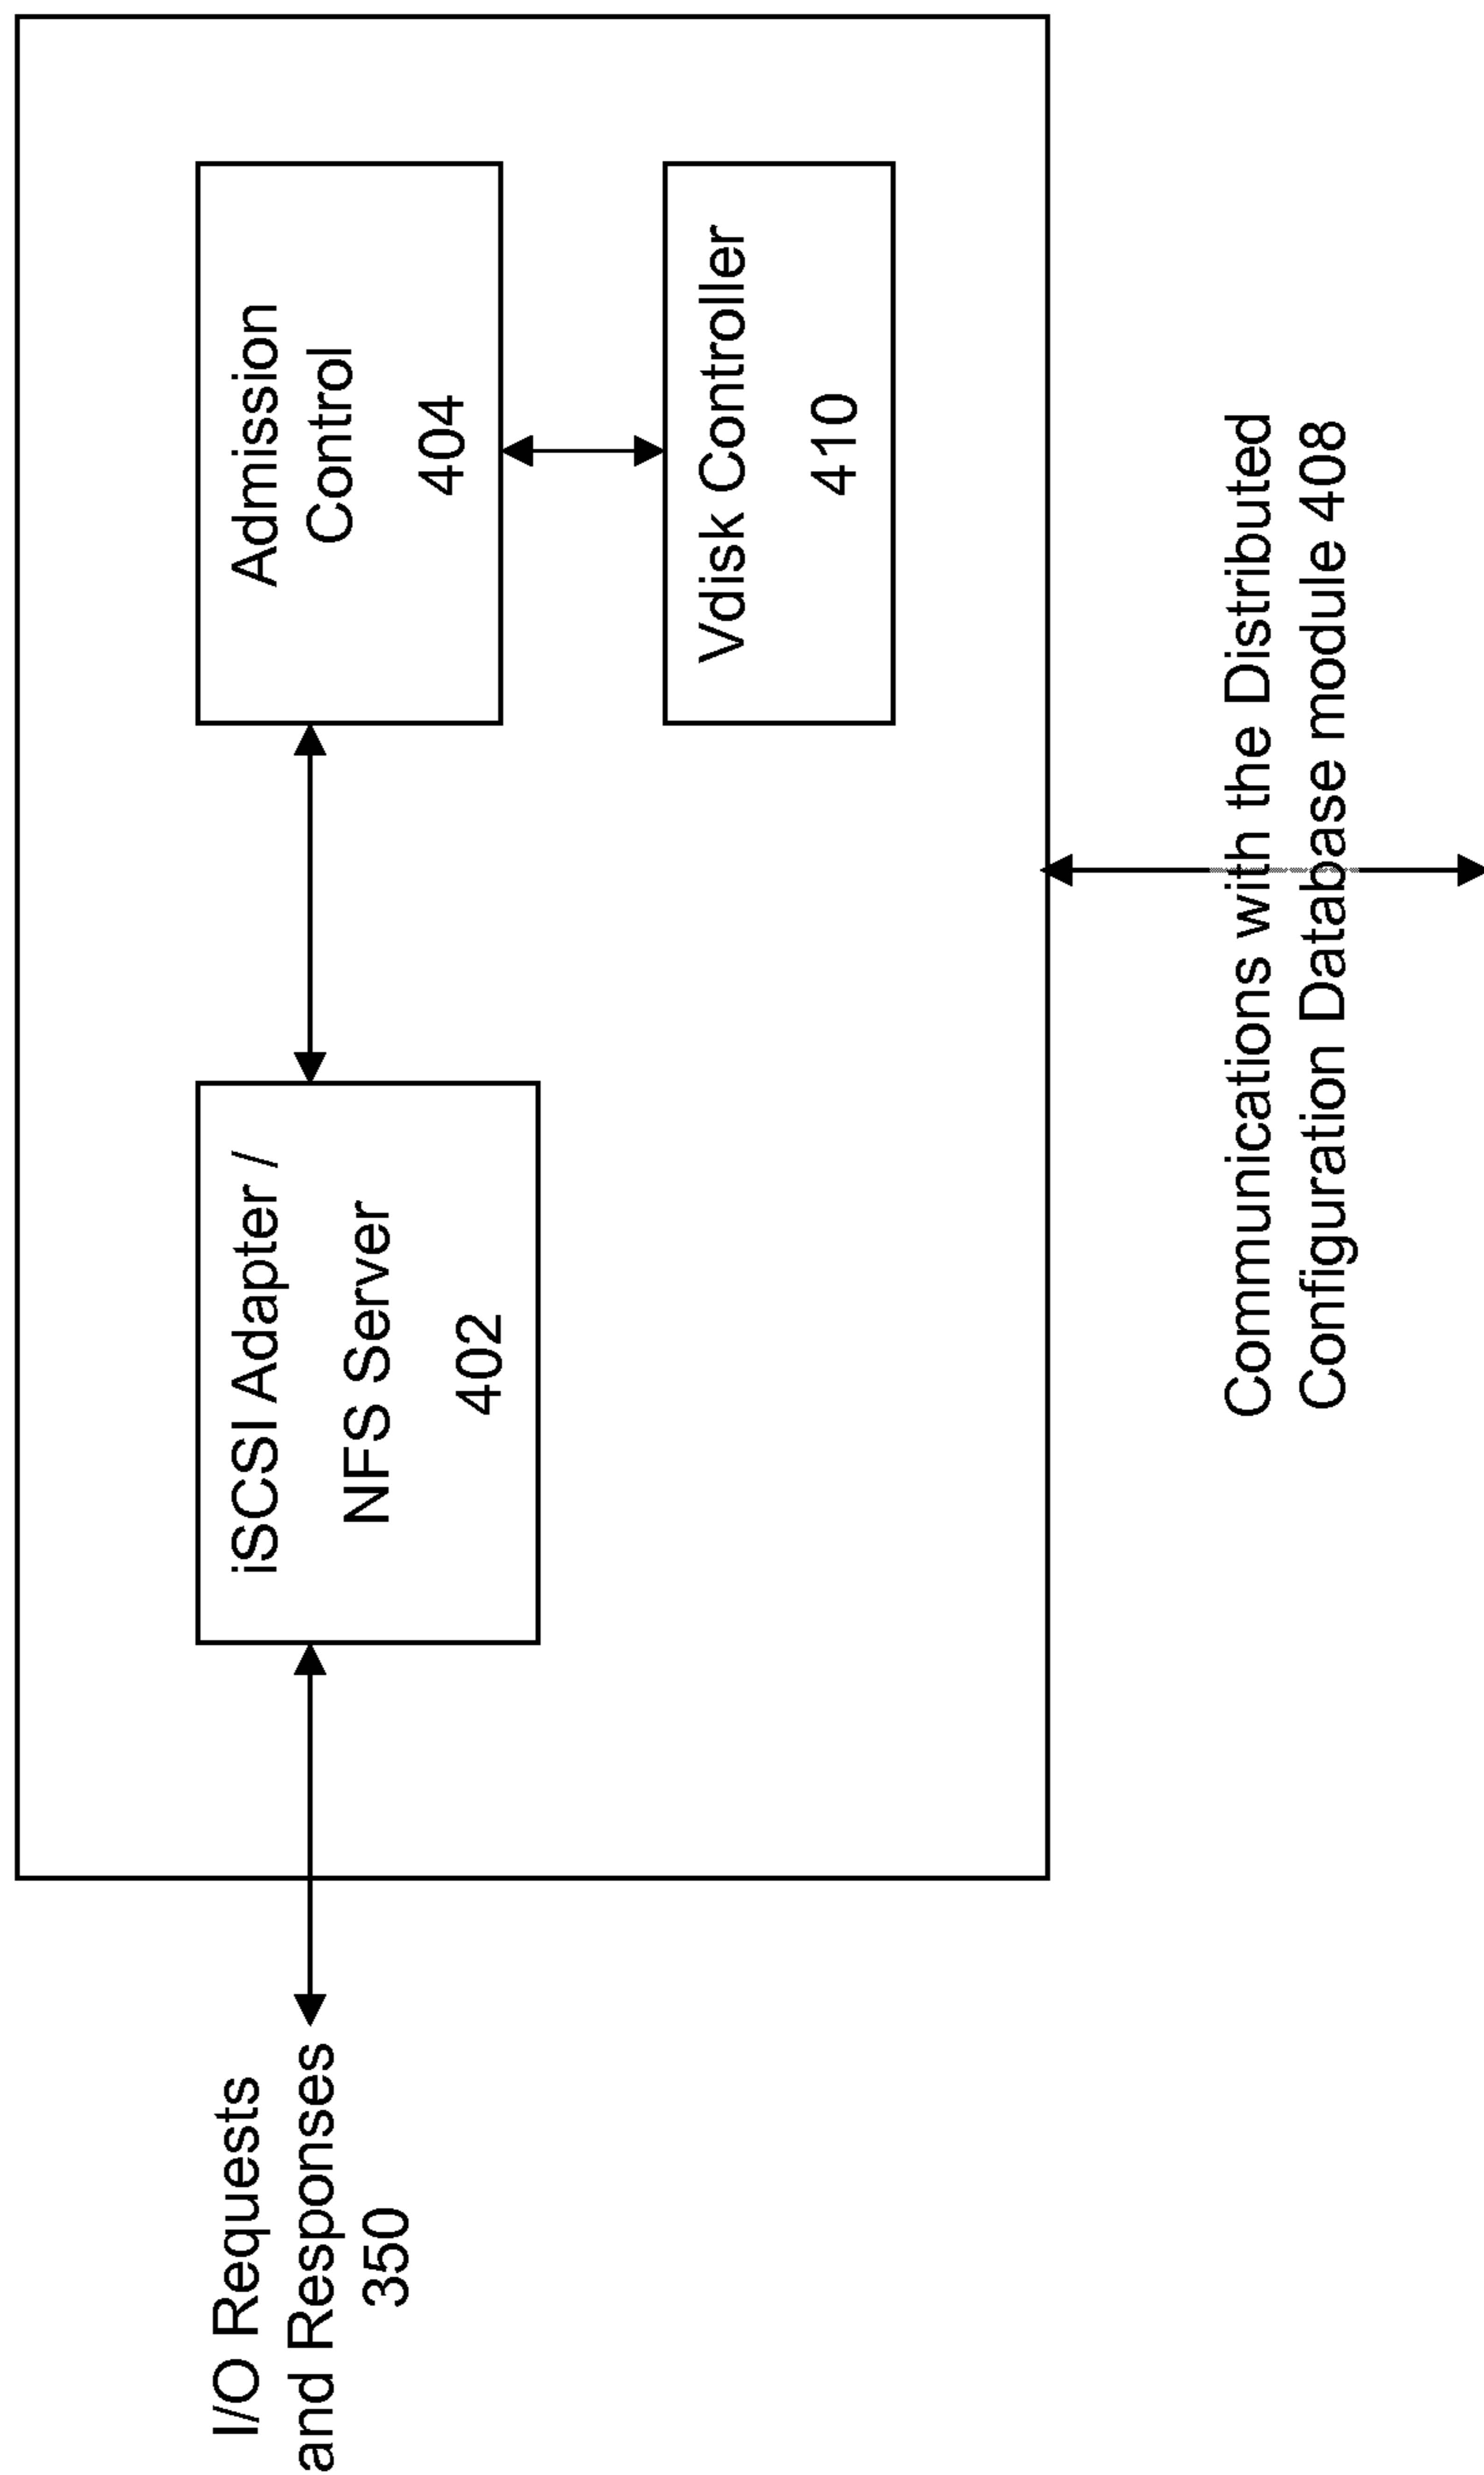 I/O Requests
and Responses
350
iSCSI Adapter /
NFS Server
402
Admission
Control
404
Vdisk Controller
410
Communications with the Distributed
Configuration Database module 408